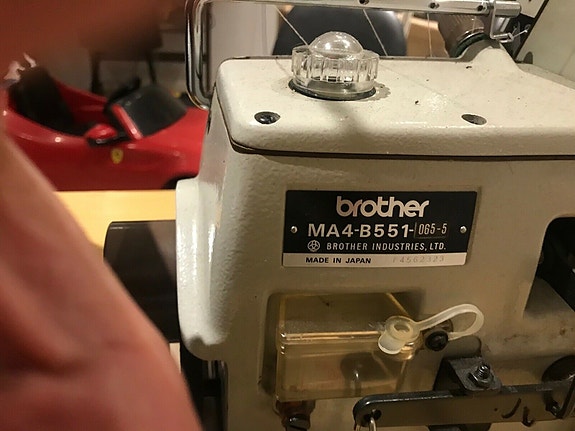 brother
MA4-B551-065-5
BROTHER INDUSTRIES, LTD.
MADE IN JAPAN